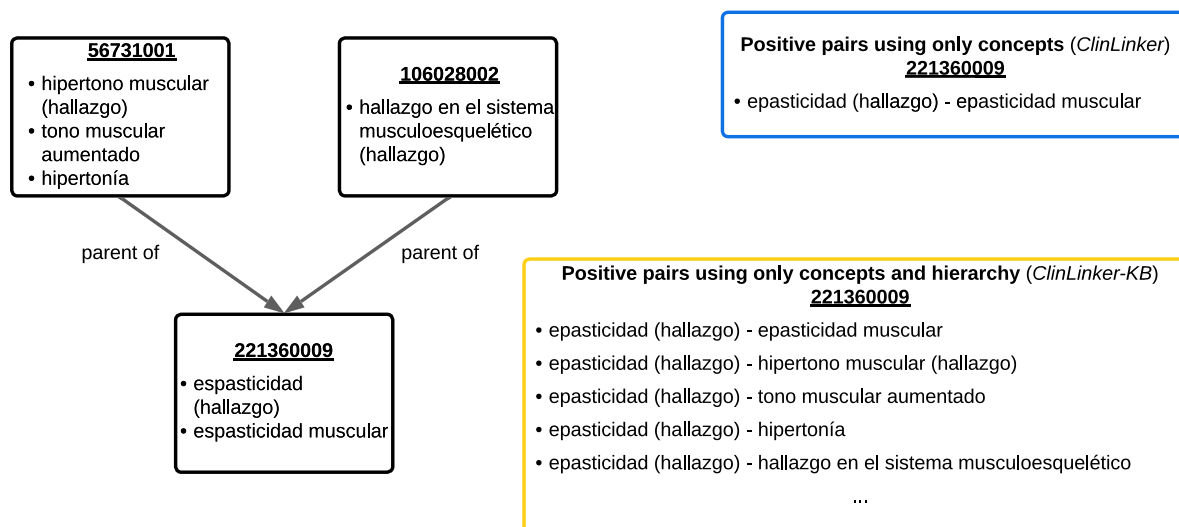 56731001
• hipertono muscular
(hallazgo)
• tono muscular
aumentado
• hipertonía
106028002
• hallazgo en el sistema
musculoesquelético
(hallazgo)
parent of
parent of
221360009
• espasticidad
(hallazgo)
• espasticidad muscular
Positive pairs using only concepts (ClinLinker)
221360009
• epasticidad (hallazgo) - epasticidad muscular
Positive pairs using only concepts and hierarchy (ClinLinker-KB)
221360009
• epasticidad (hallazgo) - epasticidad muscular
• epasticidad (hallazgo) - hipertono muscular (hallazgo)
• epasticidad (hallazgo) - tono muscular aumentado
• epasticidad (hallazgo) - hipertonía
• epasticidad (hallazgo) - hallazgo en el sistema musculoesquelético
...